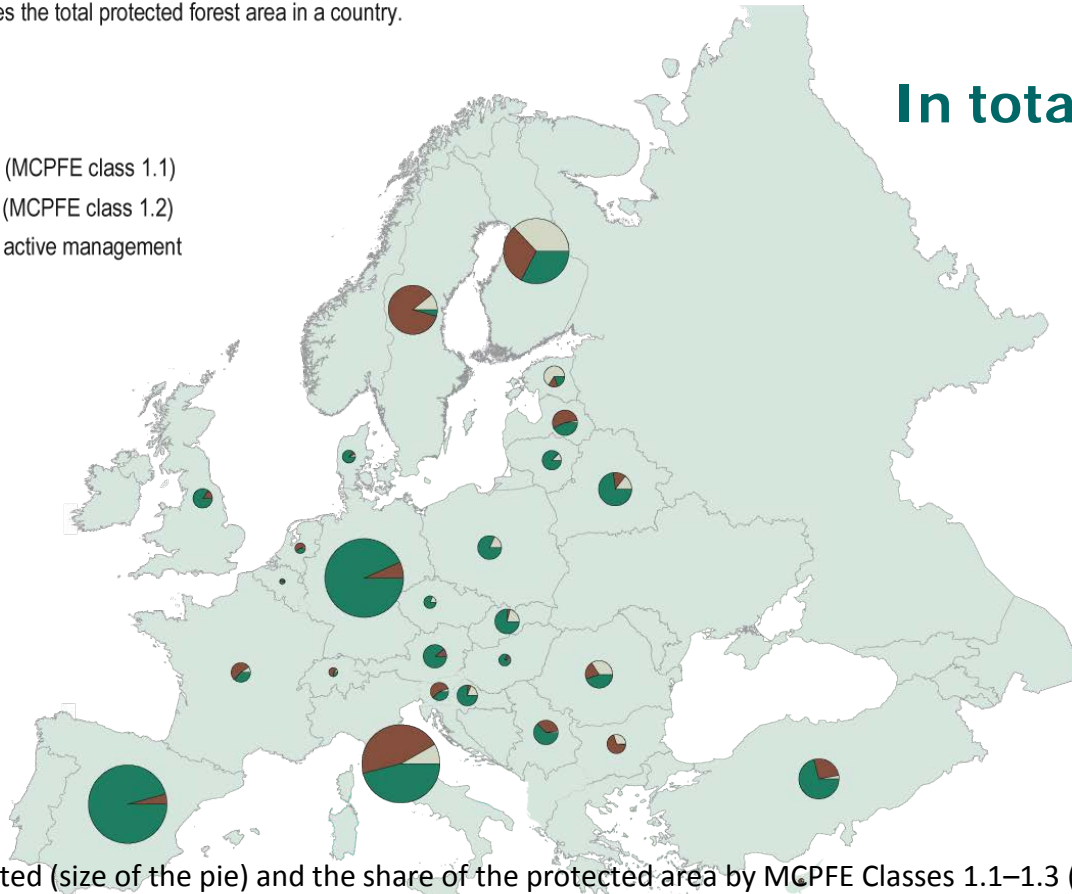 es the total protected forest area in a country.
In tota
(MCPFE class 1.1)
(MCPFE class 1.2)
active management
ted (size of the pie) and the share of the protected area by MCPFE Classes 1.1–1.3 (